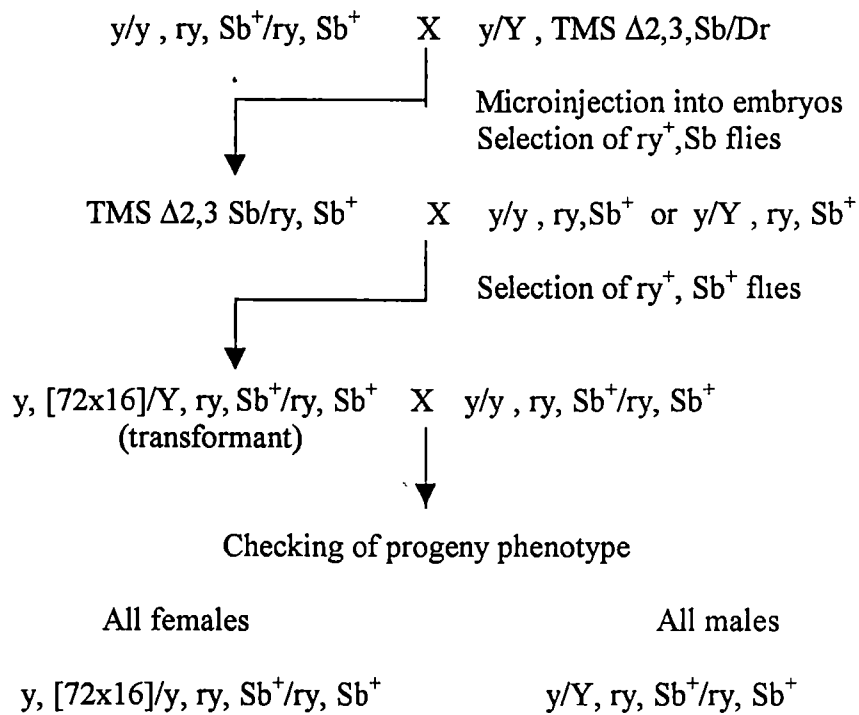 y/y , ry, Sb⁺/ry, Sb⁺ X y/Y , TMS Δ2,3,Sb/Dr
Microinjection into embryos
Selection of ry⁺,Sb flies
TMS Δ2,3 Sb/ry, Sb⁺ X y/y , ry,Sb⁺ or y/Y , ry, Sb⁺
Selection of ry⁺, Sb⁺ flies
y, [72x16]/Y, ry, Sb⁺/ry, Sb⁺ X y/y , ry, Sb⁺/ry, Sb⁺
(transformant)
Checking of progeny phenotype
All females All males
y, [72x16]/y, ry, Sb⁺/ry, Sb⁺ y/Y, ry, Sb⁺/ry, Sb⁺